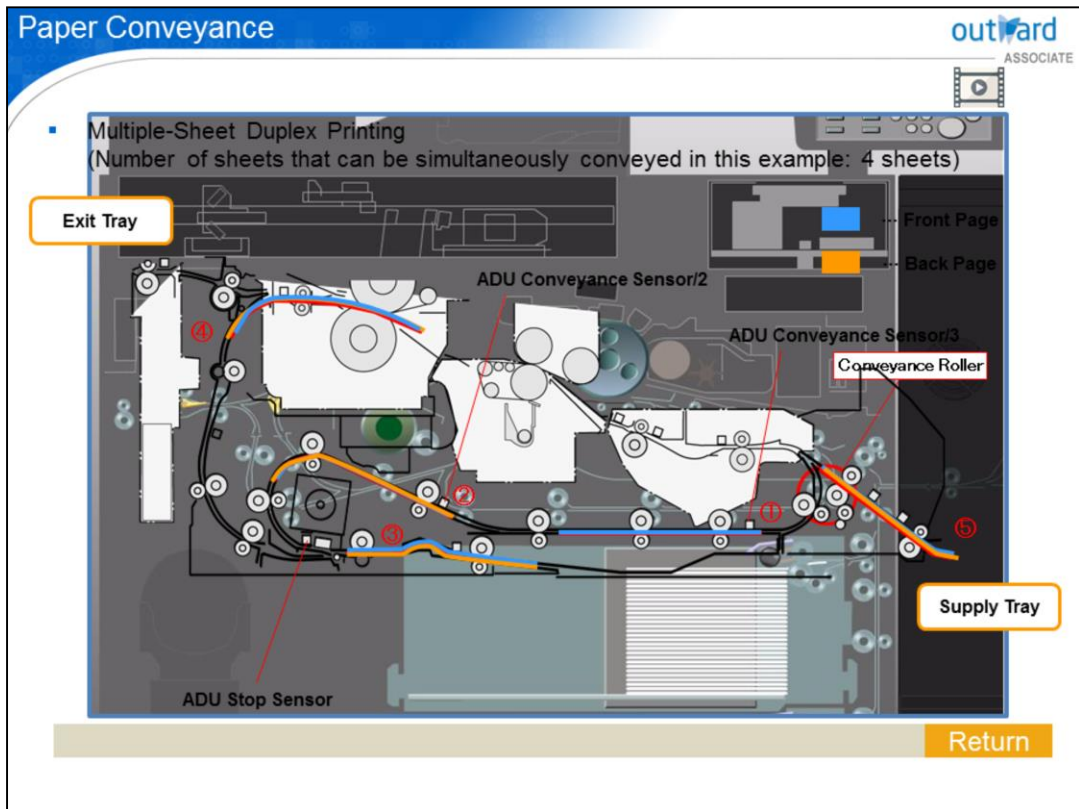 Paper Conveyance
outward
ASSOCIATE
▪ Multiple-Sheet Duplex Printing
(Number of sheets that can be simultaneously conveyed in this example: 4 sheets)
Exit Tray
Front Page
Back Page
ADU Conveyance Sensor/2
ADU Conveyance Sensor/3
Conveyance Roller
④
②
①
③
⑤
Supply Tray
ADU Stop Sensor
Return